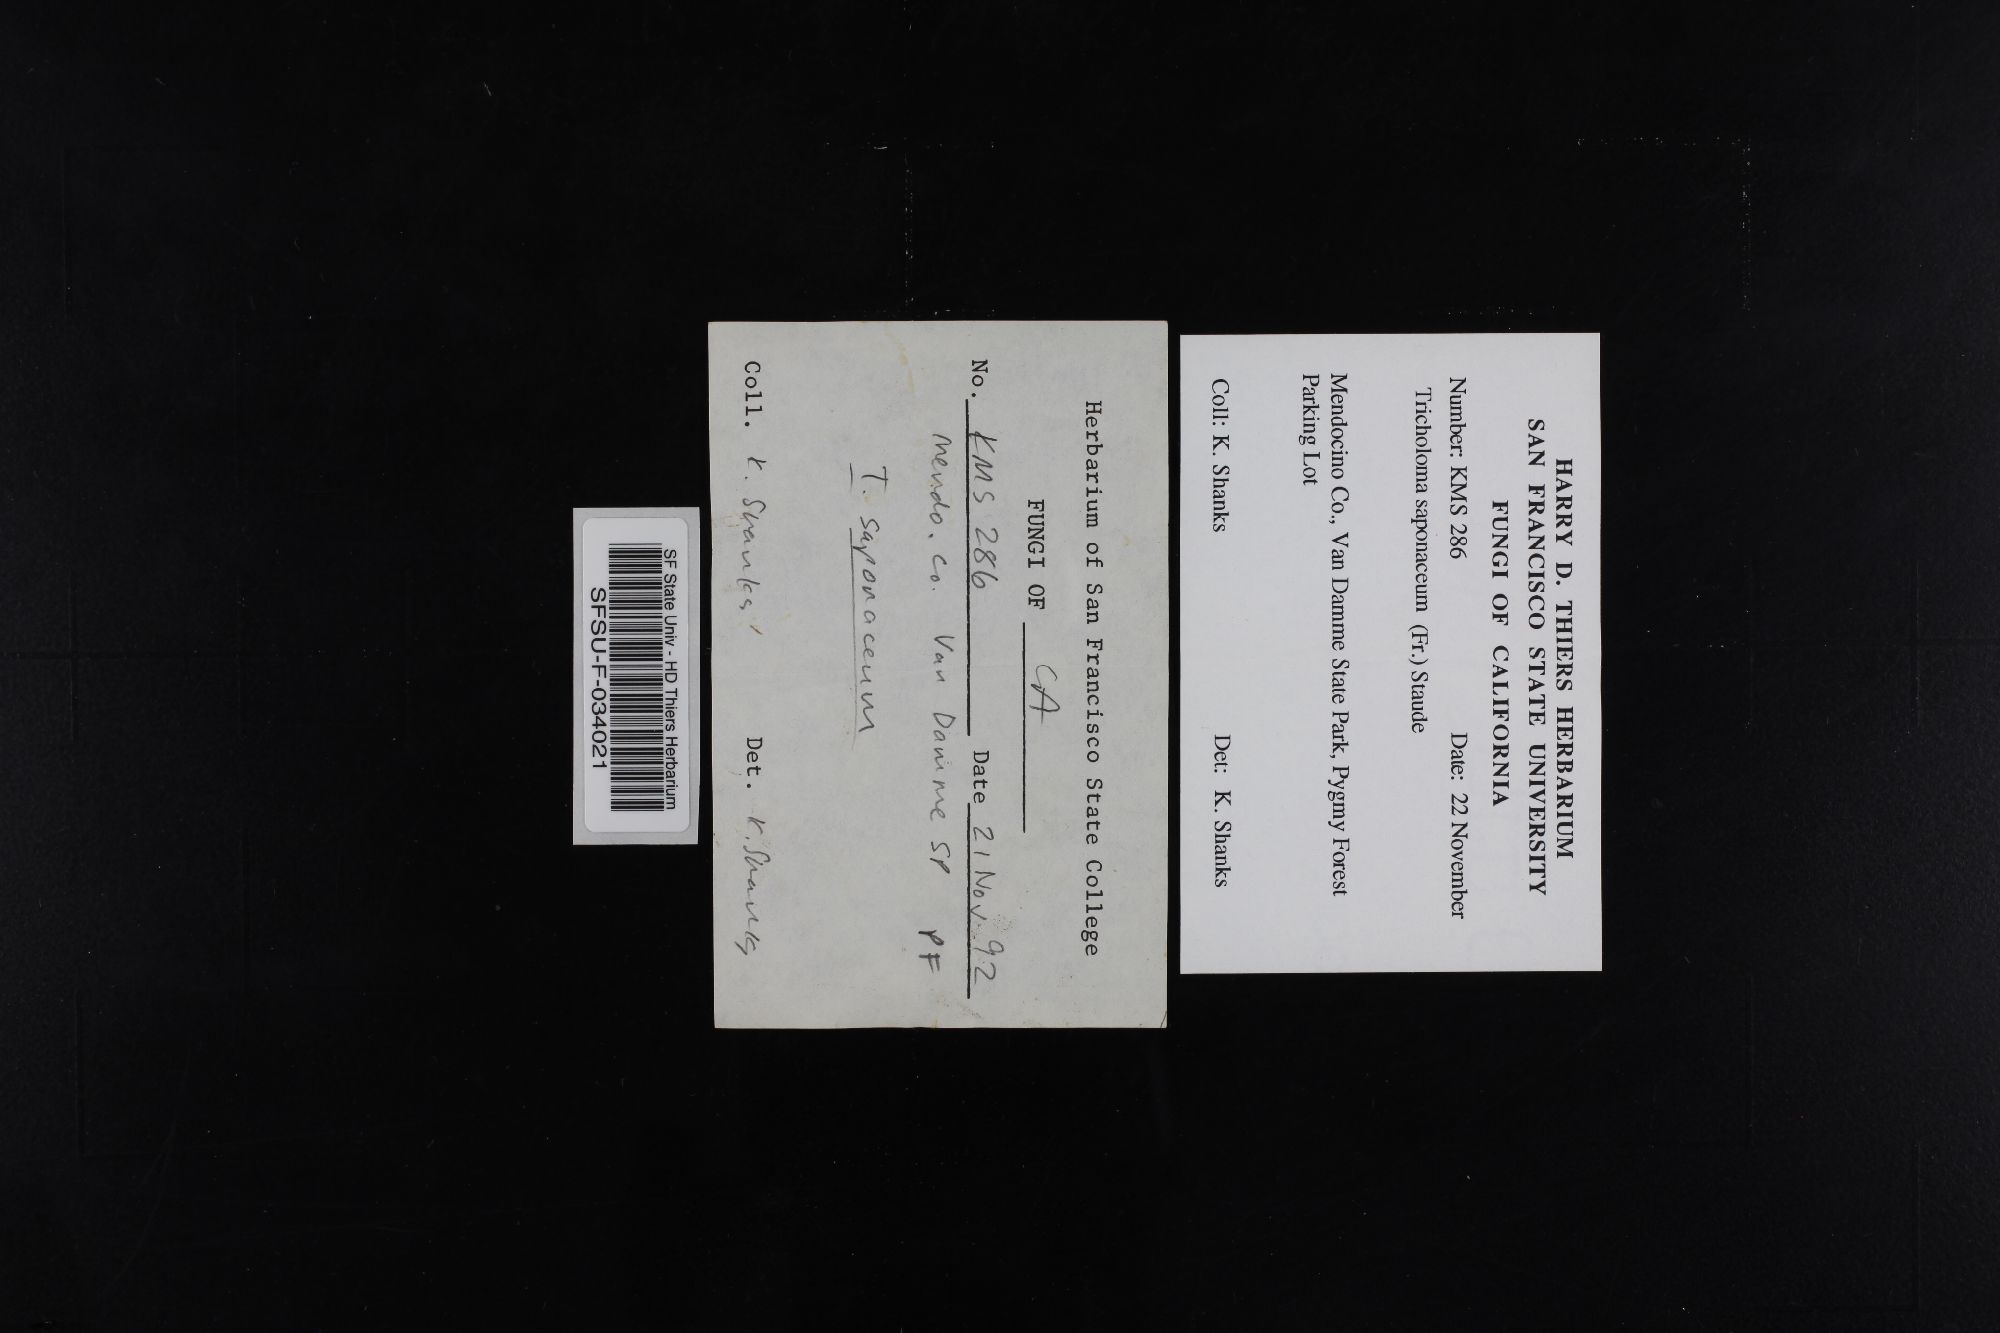 HARRY D. THIERS HERBARIUM
SAN FRANCISCO STATE UNIVERSITY
FUNGI OF CALIFORNIA
Number: KMS 286 Date: 22 November
Tricholoma saponaceum (Fr.) Staude
Mendocino Co., Van Damme State Park, Pygmy Forest
Parking Lot
Coll: K. Shanks Det: K. Shanks
Herbarium of San Francisco State College
FUNGI OF CA
No. KMS 286 Date 21 Nov. 92
Mendo. Co. Van Damme SP PF
T. saponaceum
Coll. K. Shanks Det. K. Shanks
SF State Univ - HD Thiers Herbarium
SFSU-F-034021